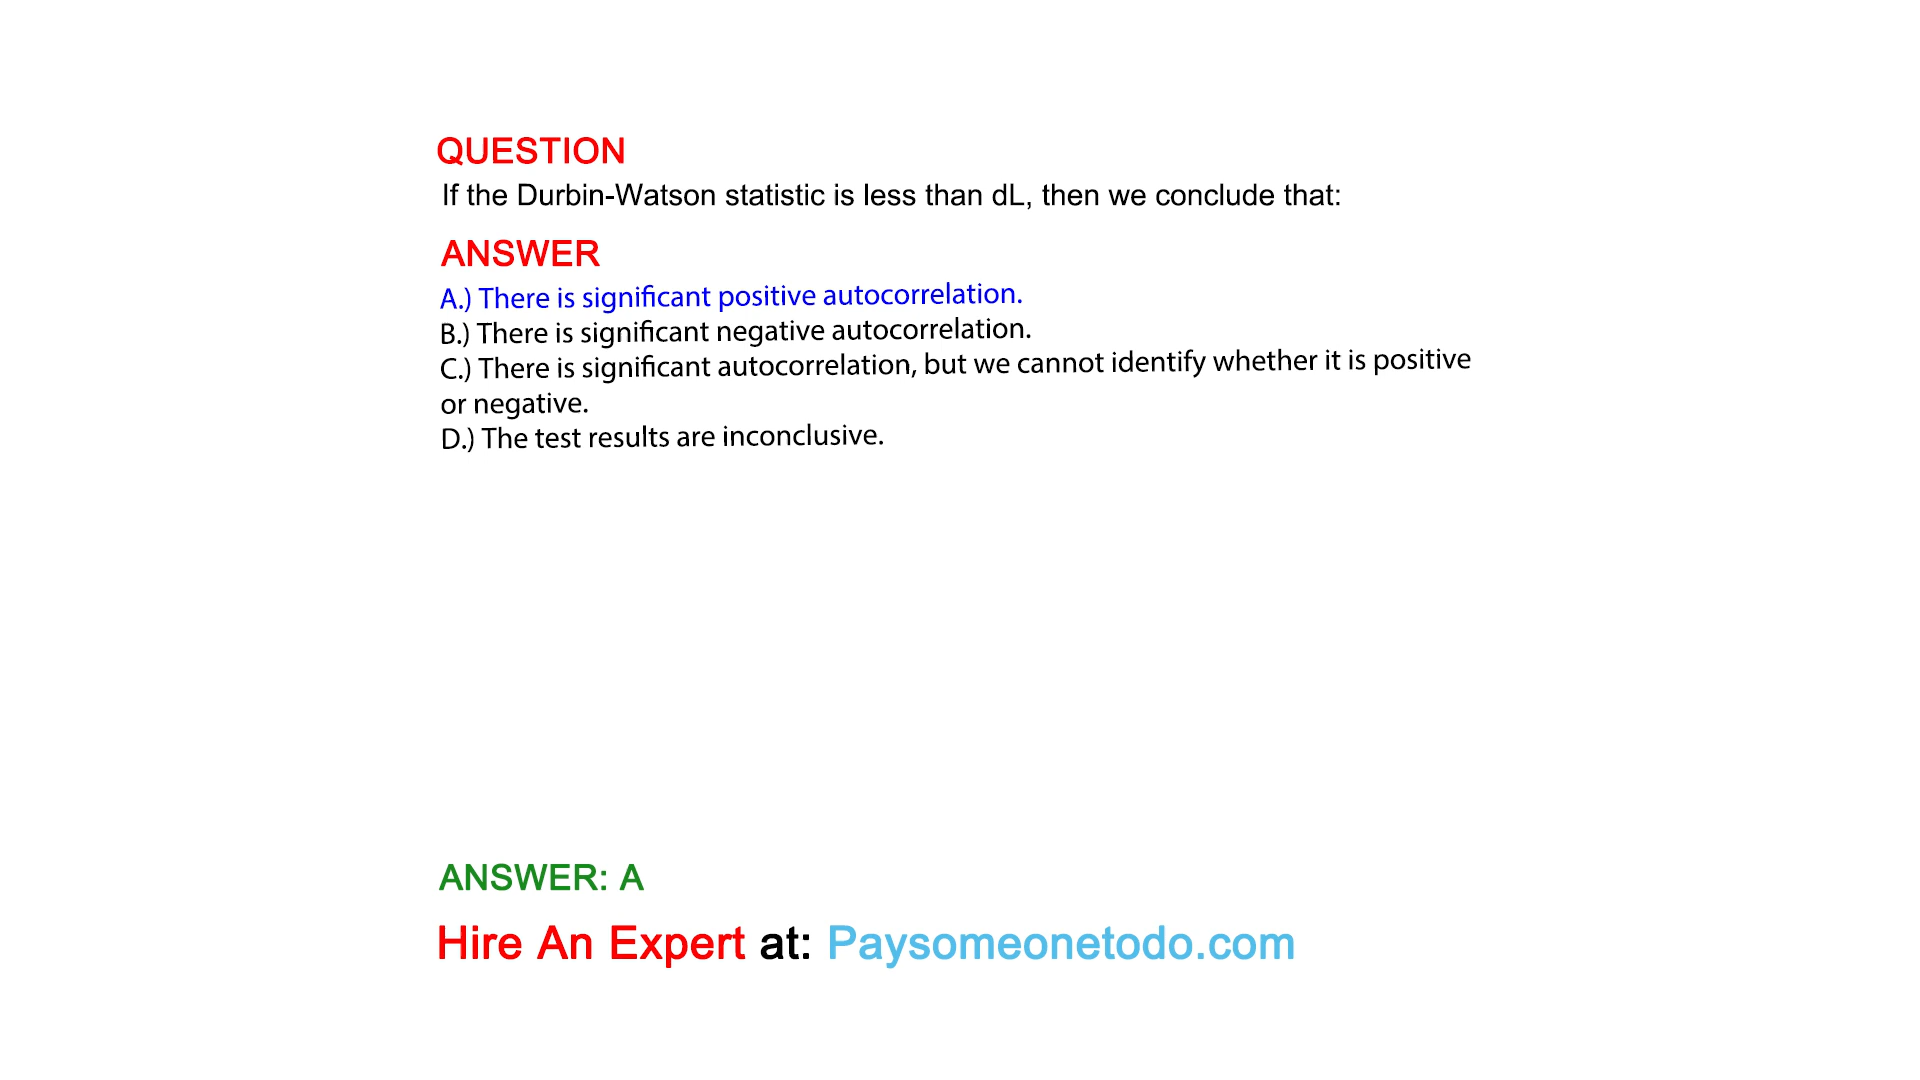 QUESTION
If the Durbin-Watson statistic is less than dL, then we conclude that:
ANSWER
A.) There is significant positive autocorrelation.
B.) There is significant negative autocorrelation.
C.) There is significant autocorrelation, but we cannot identify whether it is positive
or negative.
D.) The test results are inconclusive.
ANSWER: A
Hire An Expert at: Paysomeonetodo.com